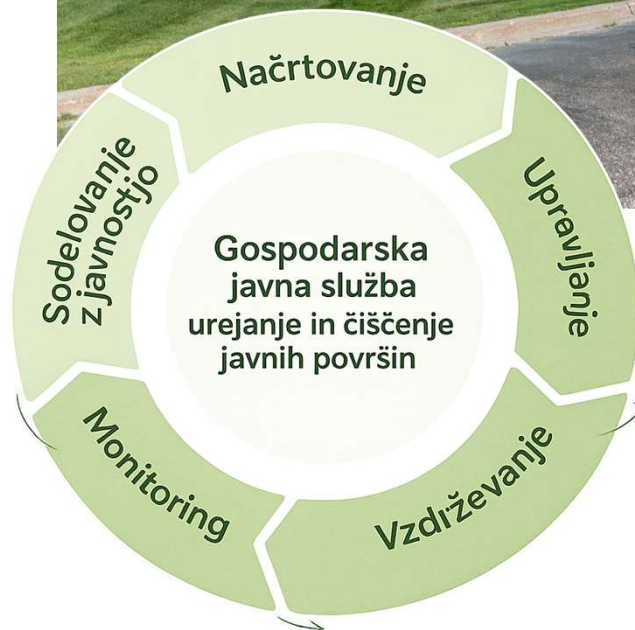 Načrtovanje
Upravljanje
Vzdrževanje
Monitoring
Sodelovanje
z javnostjo
Gospodarska
javna služba
urejanje in čiščenje
javnih površin